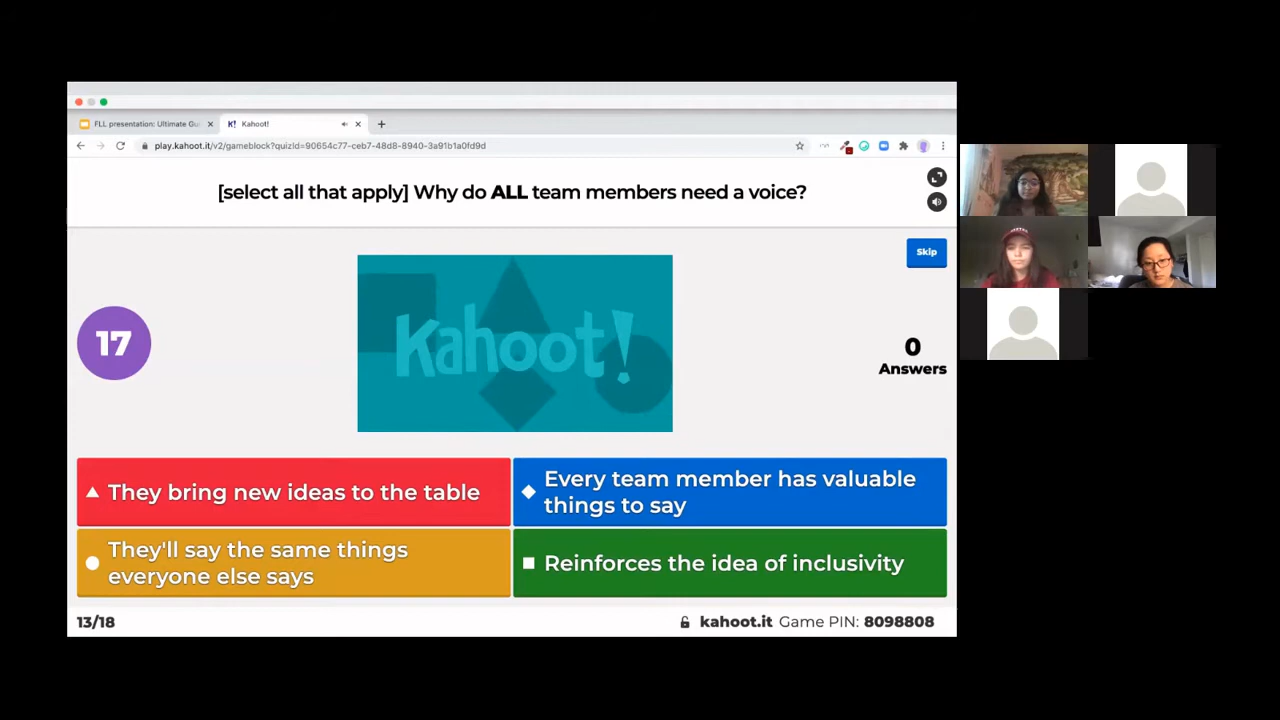 FLL presentation: Ultimate Gui
K! Kahoot!
play.kahoot.it/v2/gameblock?quizId=90654c77-ceb7-48d8-8940-3a91b1a0fd9d
[select all that apply] Why do ALL team members need a voice?
Skip
Kahoot!
17
0
Answers
They bring new ideas to the table
Every team member has valuable
things to say
They'll say the same things
everyone else says
Reinforces the idea of inclusivity
13/18
kahoot.it Game PIN: 8098808